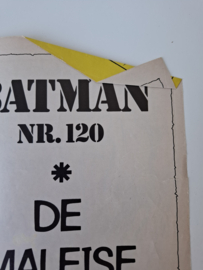 BATMAN
NR. 120
*
DE
MALEISE